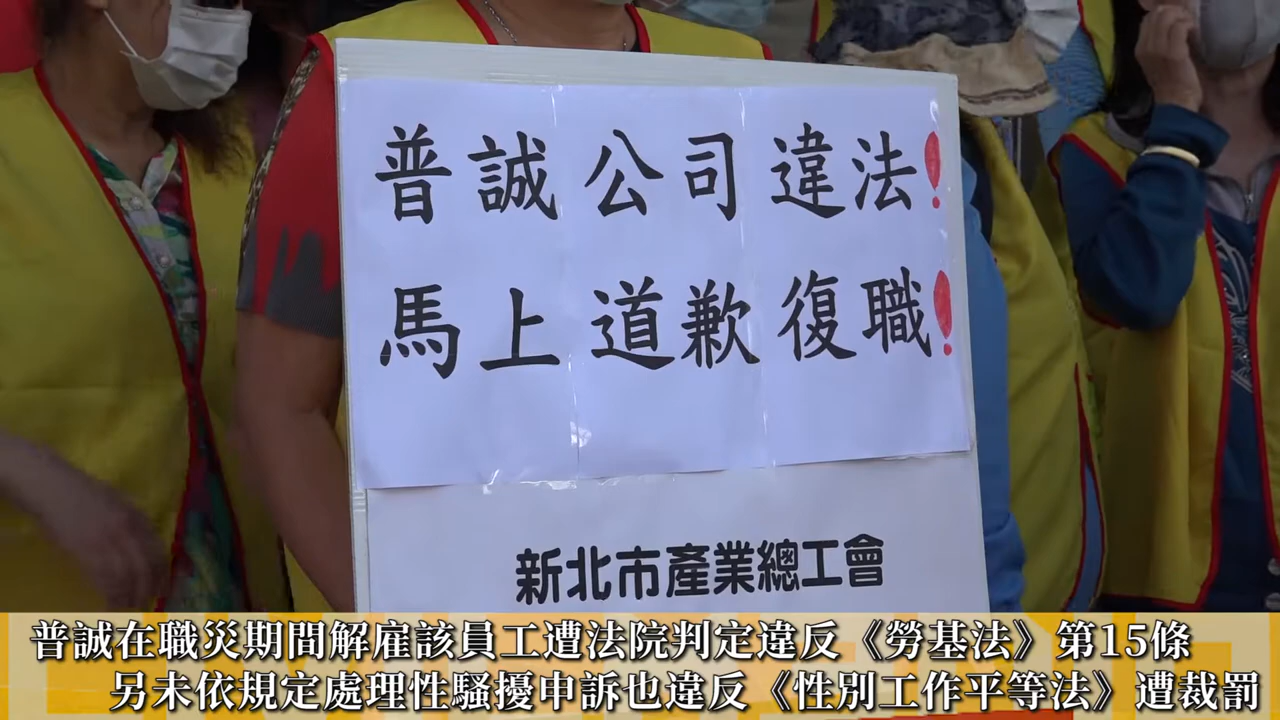 普誠公司違法!
馬上道歉復職!
新北市產業總工會
普誠在職災期間解雇該員工遭法院判定違反《勞基法》第15條
另未依規定處理性騷擾申訴也違反《性別工作平等法》遭裁罰